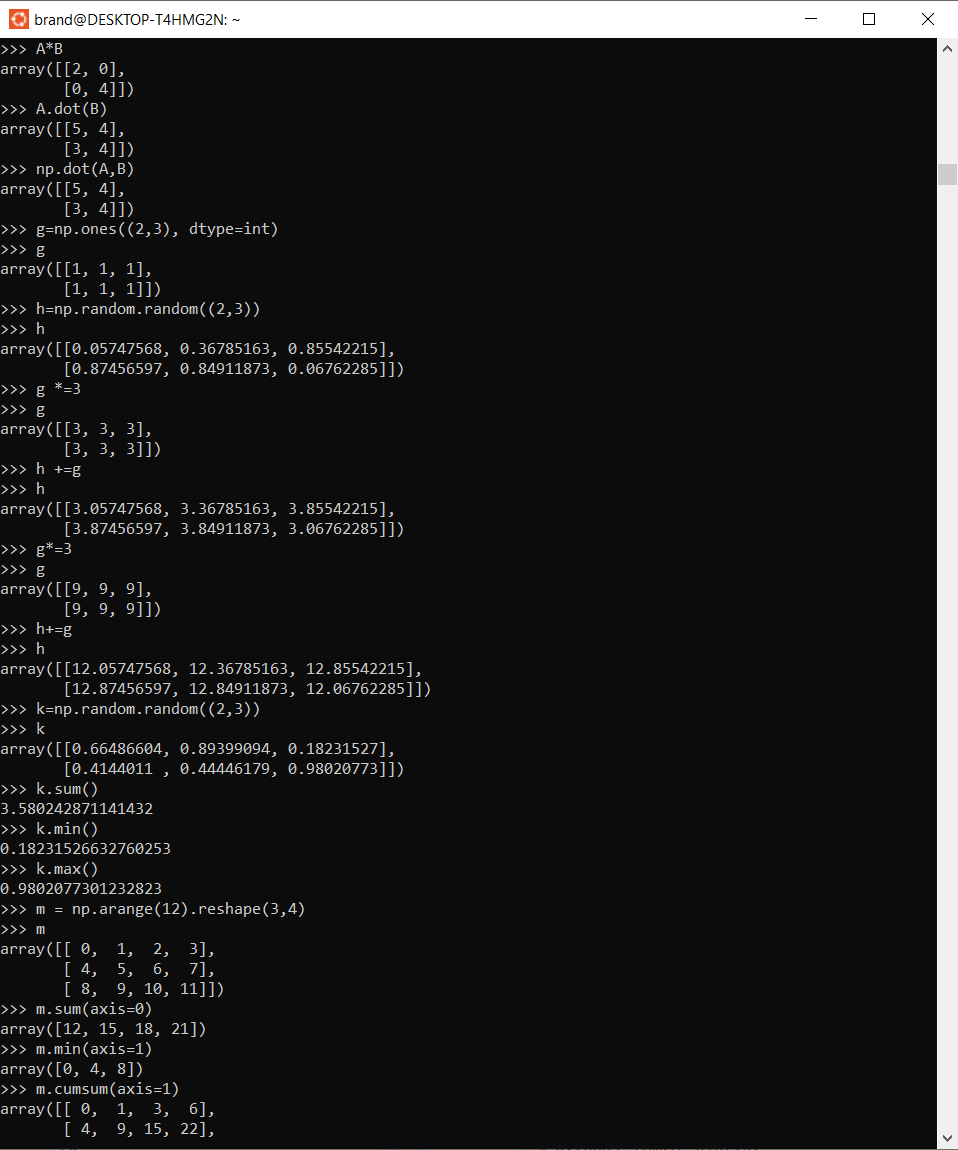 brand@DESKTOP-T4HMG2N: ~
>>> A*B
array([[2, 0],
       [0, 4]])
>>> A.dot(B)
array([[5, 4],
       [3, 4]])
>>> np.dot(A,B)
array([[5, 4],
       [3, 4]])
>>> g=np.ones((2,3), dtype=int)
>>> g
array([[1, 1, 1],
       [1, 1, 1]])
>>> h=np.random.random((2,3))
>>> h
array([[0.05747568, 0.36785163, 0.85542215],
       [0.87456597, 0.84911873, 0.06762285]])
>>> g *=3
>>> g
array([[3, 3, 3],
       [3, 3, 3]])
>>> h +=g
>>> h
array([[3.05747568, 3.36785163, 3.85542215],
       [3.87456597, 3.84911873, 3.06762285]])
>>> g*=3
>>> g
array([[9, 9, 9],
       [9, 9, 9]])
>>> h+=g
>>> h
array([[12.05747568, 12.36785163, 12.85542215],
       [12.87456597, 12.84911873, 12.06762285]])
>>> k=np.random.random((2,3))
>>> k
array([[0.66486604, 0.89399094, 0.18231527],
       [0.4144011 , 0.44446179, 0.98020773]])
>>> k.sum()
3.580242871141432
>>> k.min()
0.18231526632760253
>>> k.max()
0.9802077301232823
>>> m = np.arange(12).reshape(3,4)
>>> m
array([[ 0,  1,  2,  3],
       [ 4,  5,  6,  7],
       [ 8,  9, 10, 11]])
>>> m.sum(axis=0)
array([12, 15, 18, 21])
>>> m.min(axis=1)
array([0, 4, 8])
>>> m.cumsum(axis=1)
array([[ 0,  1,  3,  6],
       [ 4,  9, 15, 22],